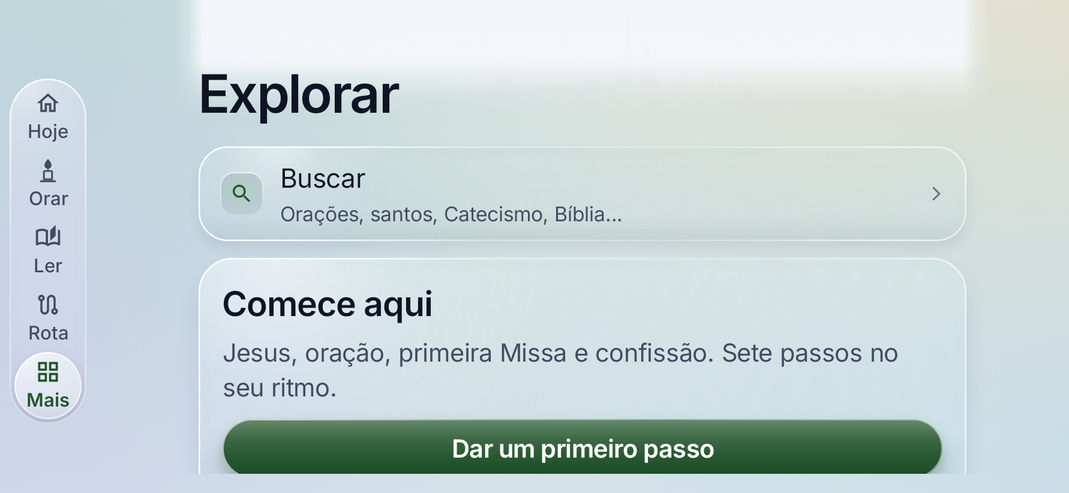 Explorar
Hoje
Orar
Ler
Rota
Mais
Buscar
Orações, santos, Catecismo, Bíblia...
Comece aqui
Jesus, oração, primeira Missa e confissão. Sete passos no
seu ritmo.
Dar um primeiro passo